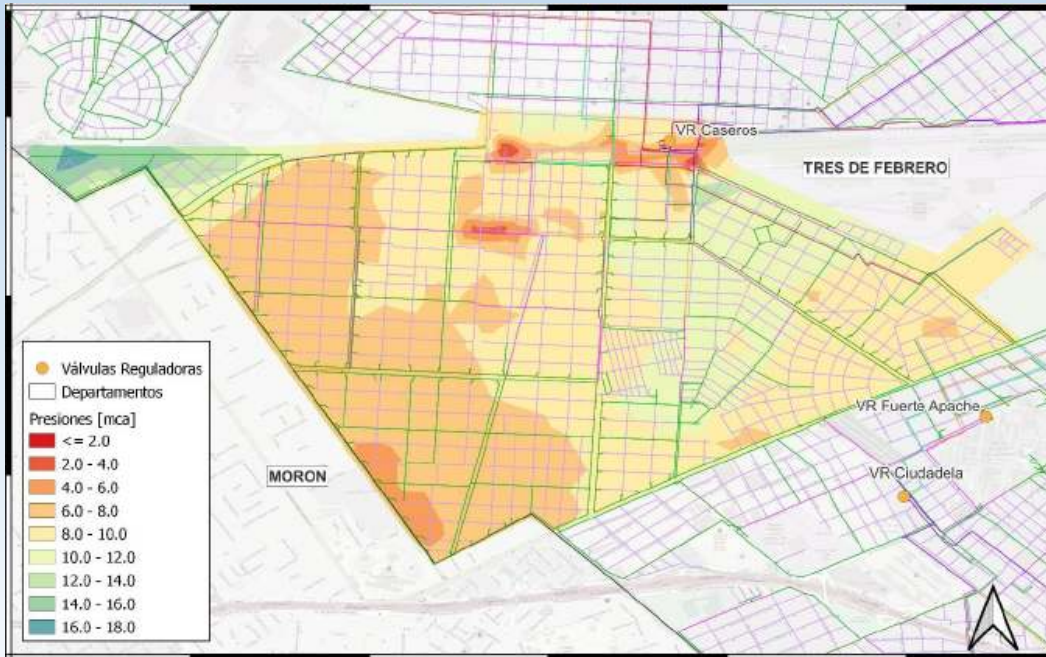 VR Caseros
TRES DE FEBRERO
VR Fuerte Apache
VR Ciudadela
MORON
Válvulas Reguladoras
Departamentos
Presiones [mca]
<= 2.0
2.0 - 4.0
4.0 - 6.0
6.0 - 8.0
8.0 - 10.0
10.0 - 12.0
12.0 - 14.0
14.0 - 16.0
16.0 - 18.0